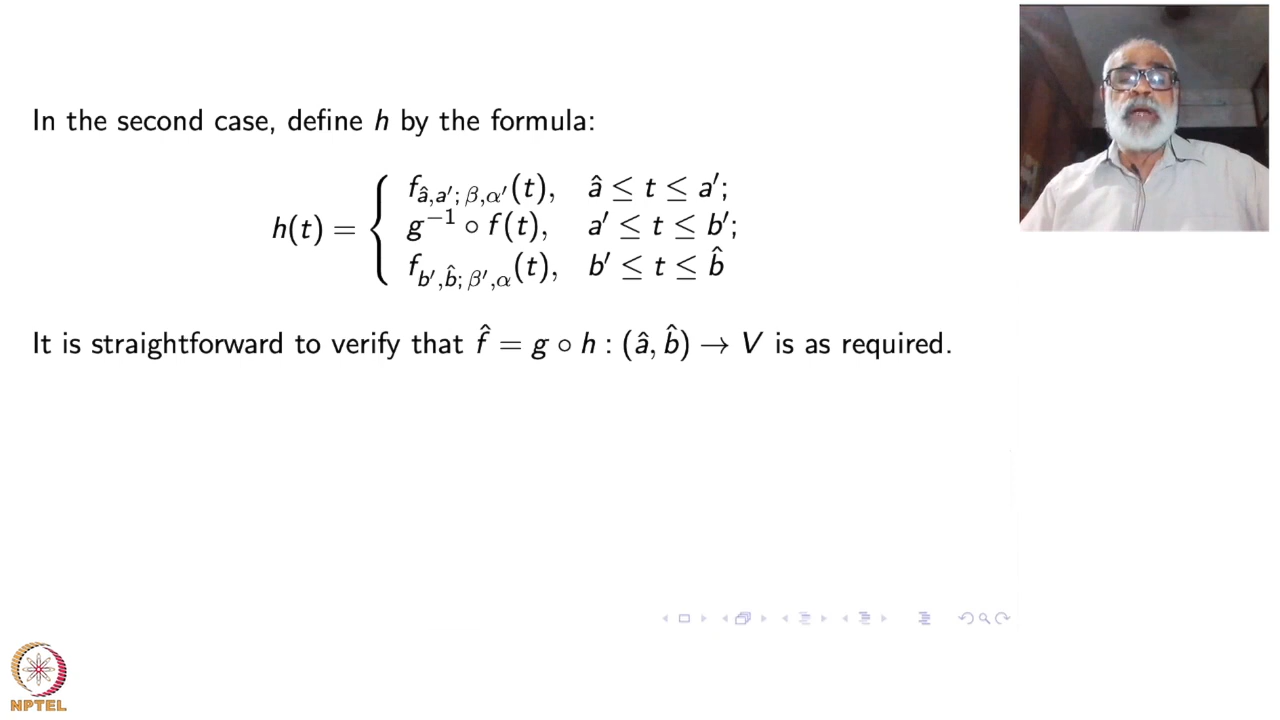 In the second case, define h by the formula:
h(t) = { f_{â,a′; β,α′}(t), â ≤ t ≤ a′;
g⁻¹ ∘ f(t), a′ ≤ t ≤ b′;
f_{b′,b̂; β′,α}(t), b′ ≤ t ≤ b̂
It is straightforward to verify that f̂ = g ∘ h : (â, b̂) → V is as required.
NPTEL